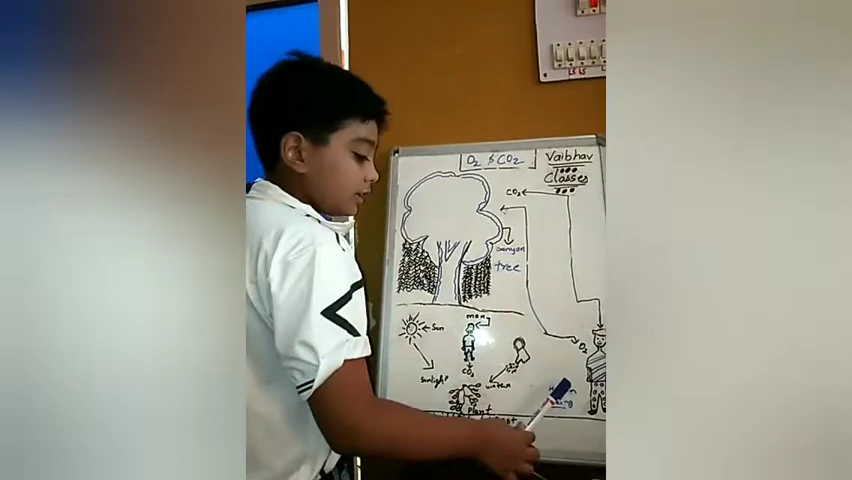 O2 & CO2
Vaibhav
Classes
CO2
Banyan
tree
man
Sun
O2
CO2
Sunlight
water
Plant